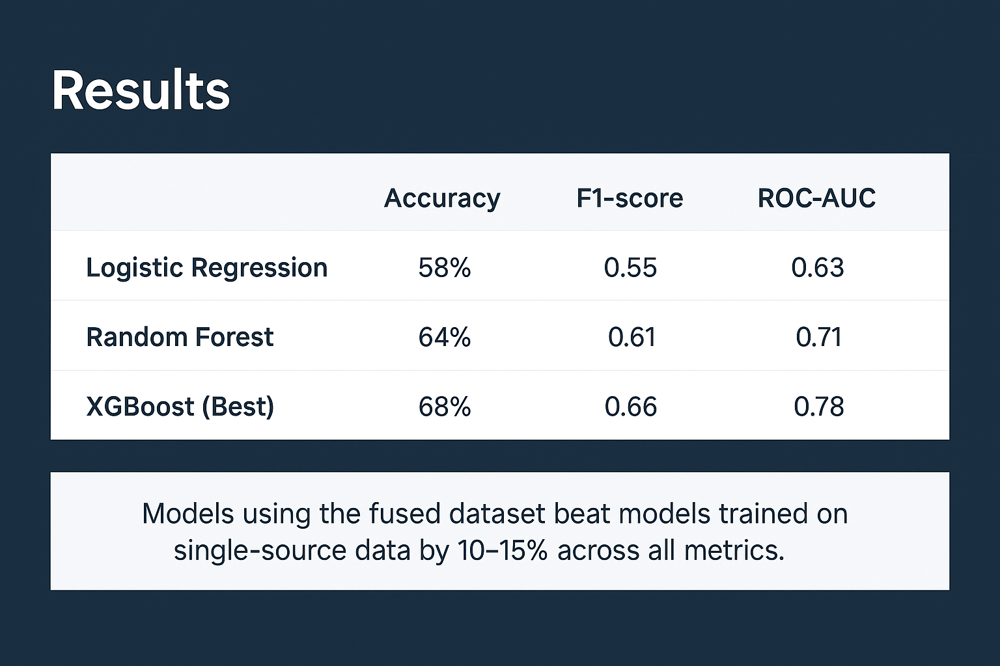 Results
Accuracy F1-score ROC-AUC
Logistic Regression 58% 0.55 0.63
Random Forest 64% 0.61 0.71
XGBoost (Best) 68% 0.66 0.78
Models using the fused dataset beat models trained on
single-source data by 10–15% across all metrics.